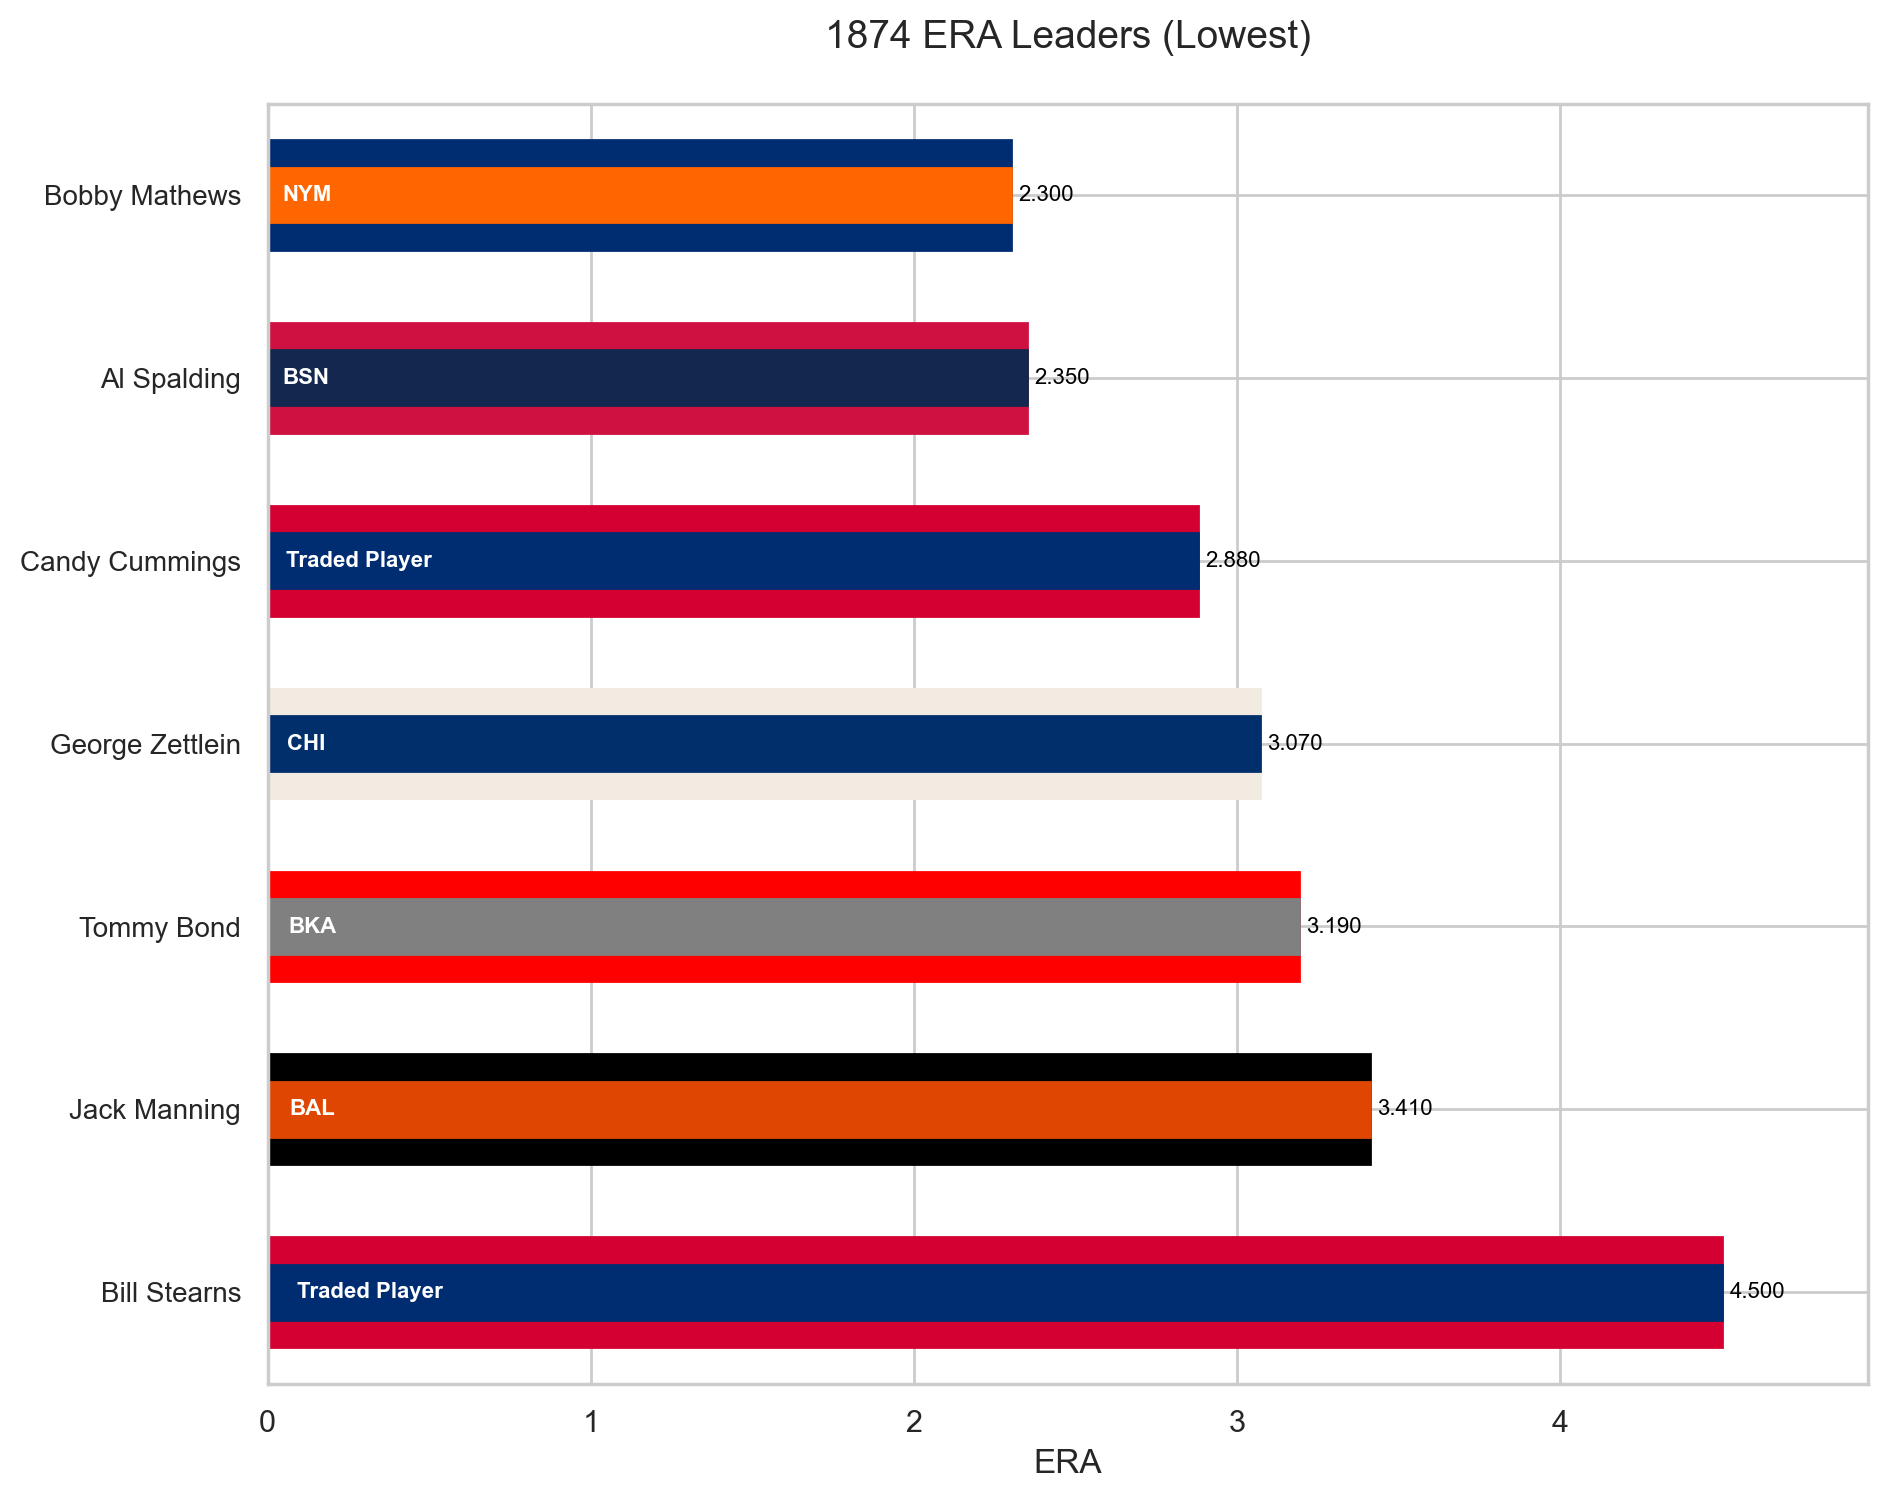 1874 ERA Leaders (Lowest)
Bobby Mathews
NYM
2.300
Al Spalding
BSN
2.350
Candy Cummings
Traded Player
2.880
George Zettlein
CHI
3.070
Tommy Bond
BKA
3.190
Jack Manning
BAL
3.410
Bill Stearns
Traded Player
4.500
0 1 2 3 4
ERA